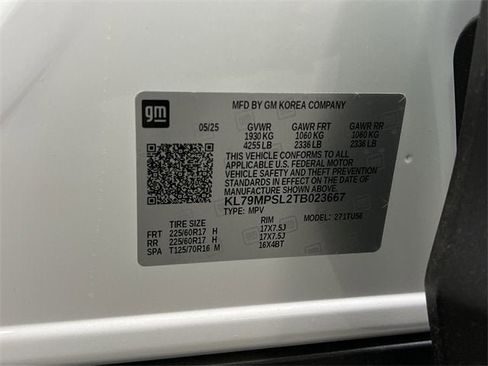 gm
MFD BY GM KOREA COMPANY
05/25 GVWR GAWR FRT GAWR RR
1930 KG 1060 KG 1060 KG
4255 LB 2336 LB 2336 LB
THIS VEHICLE CONFORMS TO ALL
APPLICABLE U.S. FEDERAL MOTOR
VEHICLE SAFETY STANDARDS IN
EFFECT ON THE DATE OF
MANUFACTURE SHOWN ABOVE.
KL79MPSL2TB023667
TYPE: MPV MODEL: 271TU56
TIRE SIZE RIM
FRT 225/60R17 H 17X7.5J
RR 225/60R17 H 17X7.5J
SPA T125/70R16 M 16X4BT